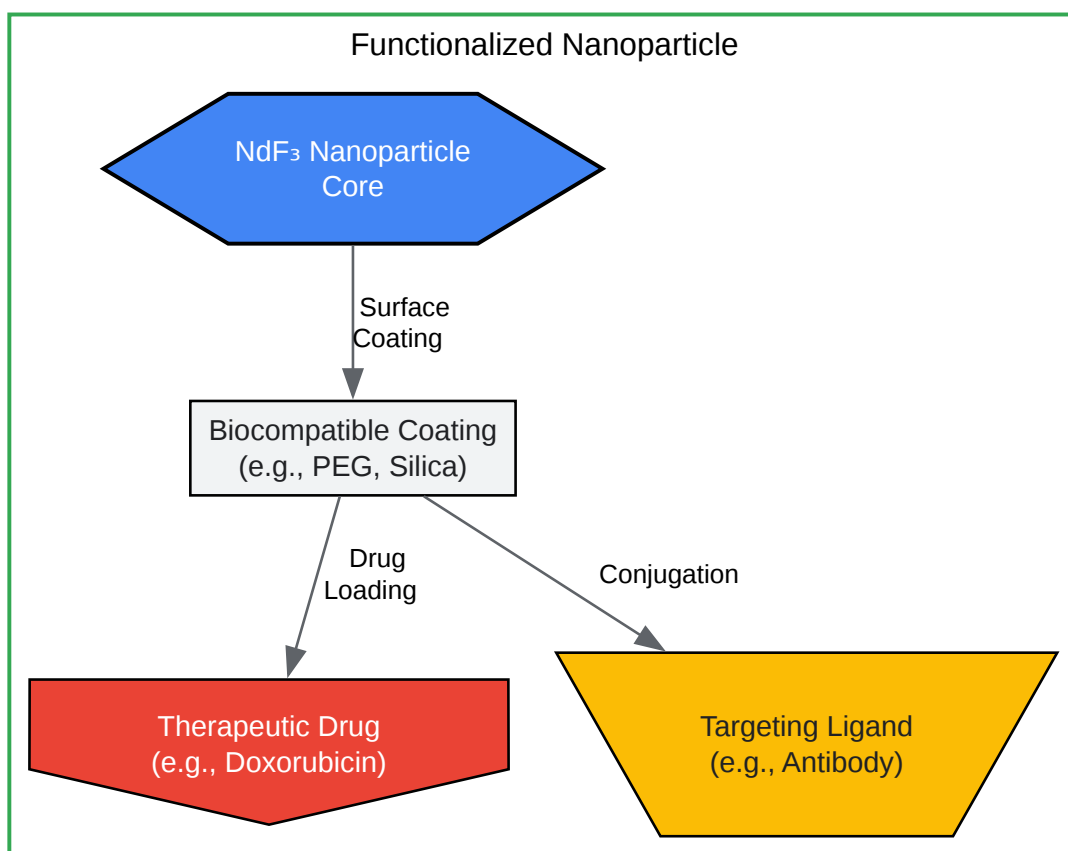 Functionalized Nanoparticle
NdF₃ Nanoparticle
Core
Surface
Coating
Biocompatible Coating
(e.g., PEG, Silica)
Drug
Loading
Conjugation
Therapeutic Drug
(e.g., Doxorubicin)
Targeting Ligand
(e.g., Antibody)